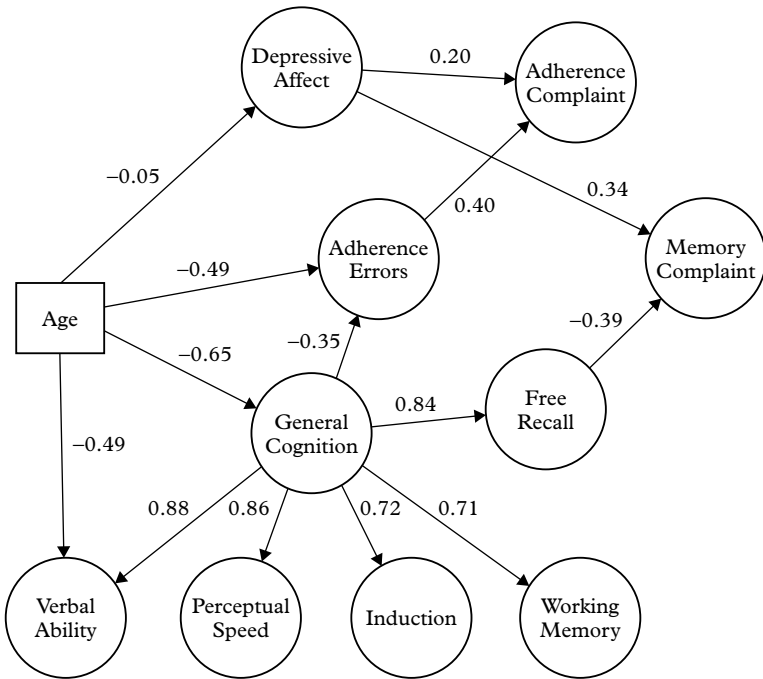 Depressive
Affect
0.20
Adherence
Complaint
−0.05
0.34
0.40
Adherence
Errors
−0.49
Memory
Complaint
Age
−0.39
−0.35
−0.65
General
Cognition
0.84
Free
Recall
−0.49
0.88
0.86
0.72
0.71
Verbal
Ability
Perceptual
Speed
Induction
Working
Memory